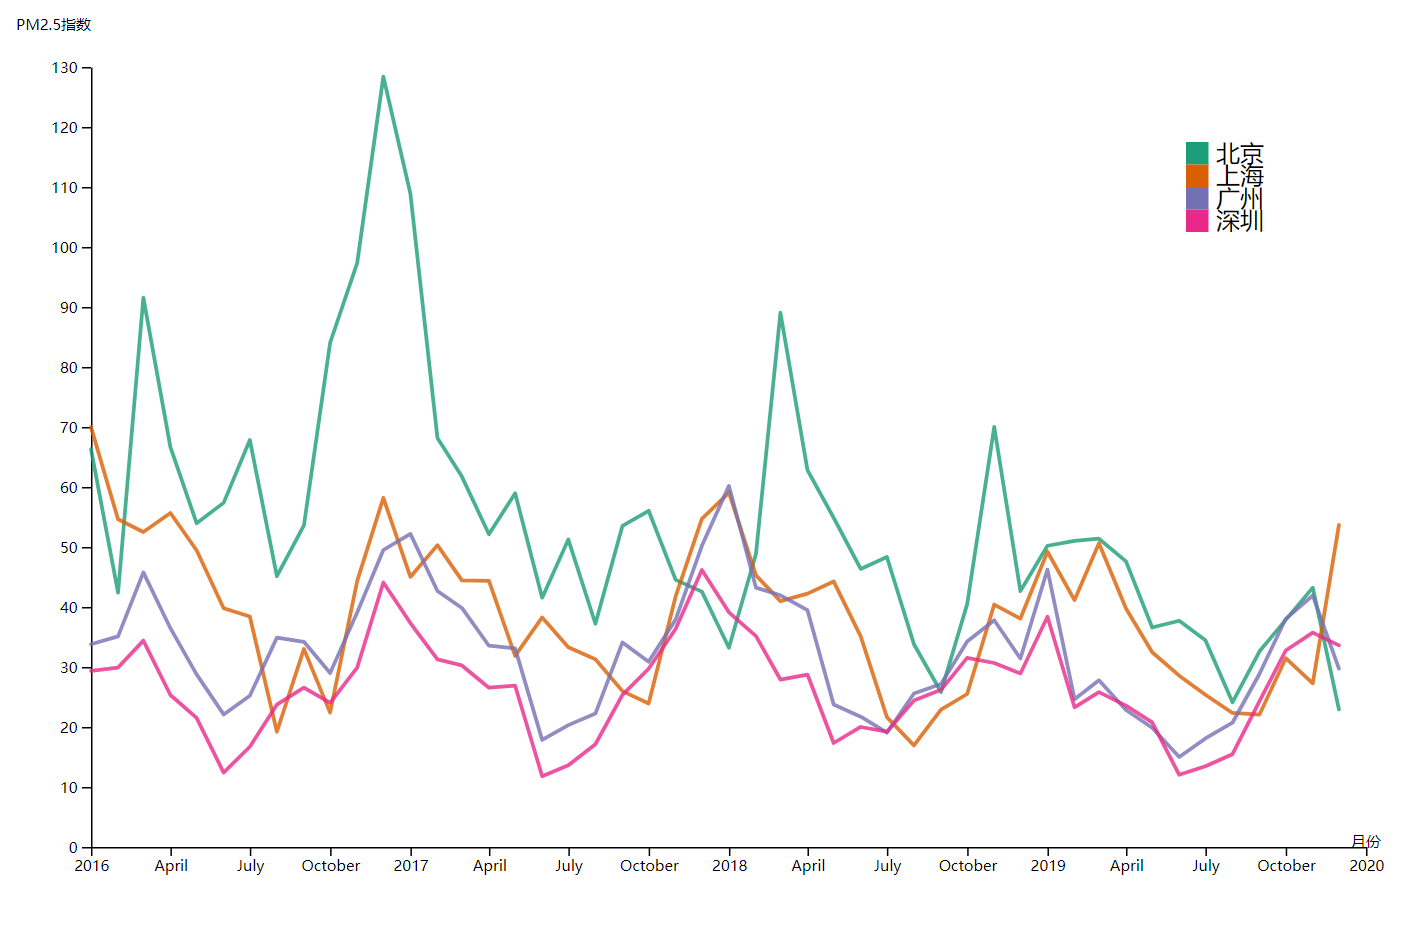 PM2.5指数
130
120
110
100
90
80
70
60
50
40
30
20
10
0
北京
上海
广州
深圳
月份
2016 April July October 2017 April July October 2018 April July October 2019 April July October 2020